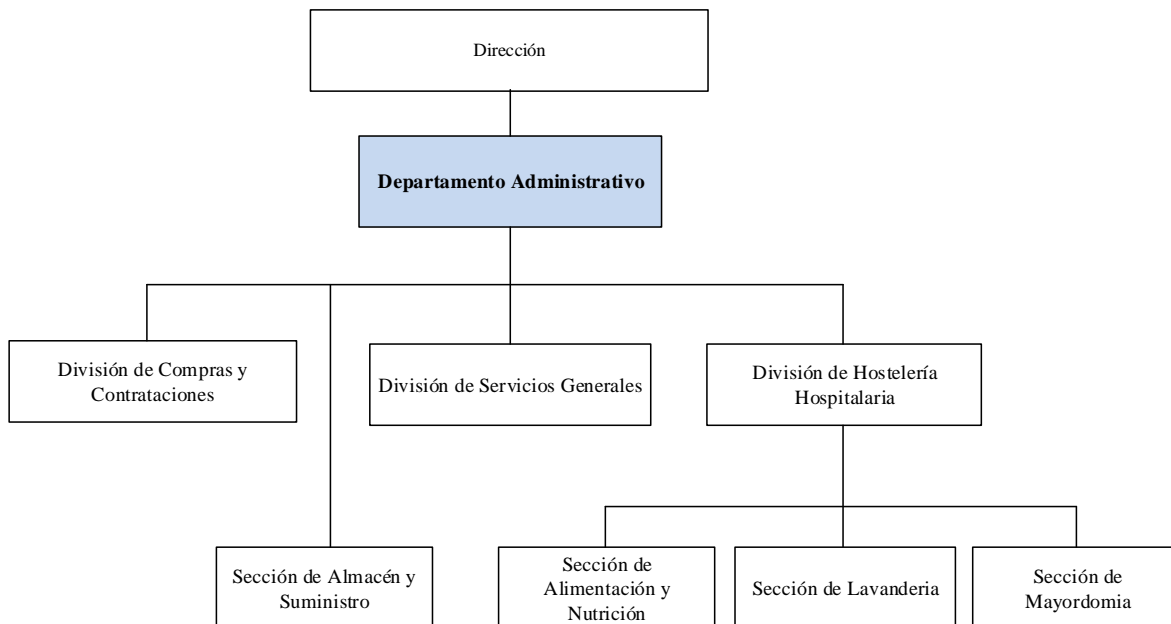 Dirección
Departamento Administrativo
División de Compras y
Contrataciones
División de Servicios Generales
División de Hostelería
Hospitalaria
Sección de Almacén y
Suministro
Sección de
Alimentación y
Nutrición
Sección de Lavanderia
Sección de
Mayordomia